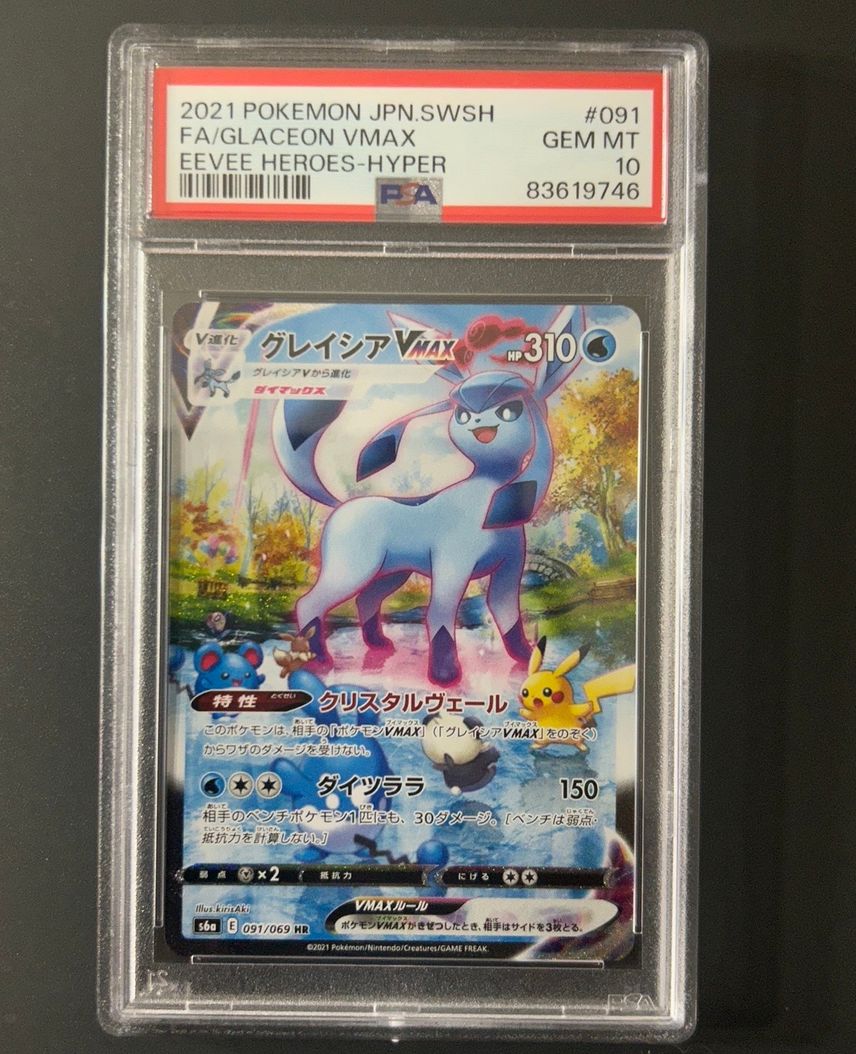 2021 POKEMON JPN.SWSH #091
FA/GLACEON VMAX GEM MT
EEVEE HEROES-HYPER 10
PSA 83619746
V進化 グレイシアVMAX HP310
グレイシアVから進化
ダイマックス
特性 とくせい クリスタルヴェール
このポケモンは、相手の「ポケモンVMAX」(「グレイシアVMAX」をのぞく)
からワザのダメージを受けない。
ダイツララ 150
相手のベンチポケモン1匹にも、30ダメージ。[ベンチは弱点・
抵抗力を計算しない。]
弱点 ×2 抵抗力 にげる
Illus.kirisAki VMAXルール
s6a E 091/069 HR ポケモンVMAXがきぜつしたとき、相手はサイドを3枚とる。
©2021 Pokémon/Nintendo/Creatures/GAME FREAK.
PSA